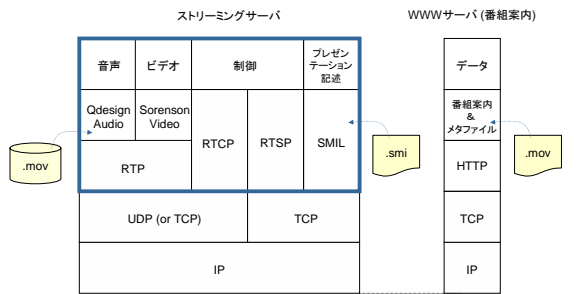 ストリーミングサーバ
WWWサーバ (番組案内)
音声
ビデオ
制御
プレゼン
テーション
記述
データ
Qdesign
Audio
Sorenson
Video
RTCP
RTSP
SMIL
番組案内
&
メタファイル
.mov
RTP
.smi
HTTP
.mov
UDP (or TCP)
TCP
TCP
IP
IP